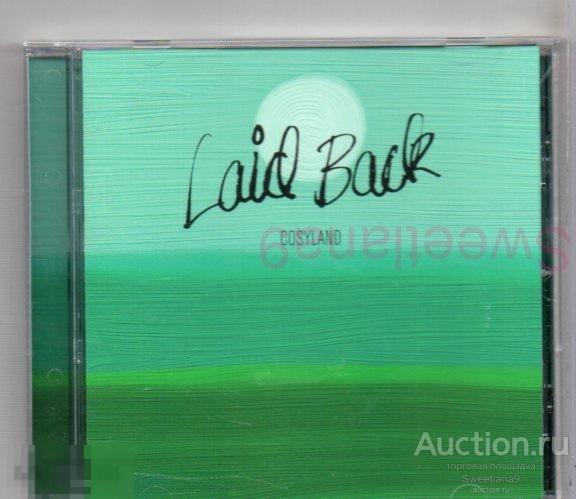 Laid Back
COSYLAND
Sweetlana9
Auction.ru
торговая площадка
Sweetlana9
auction.ru